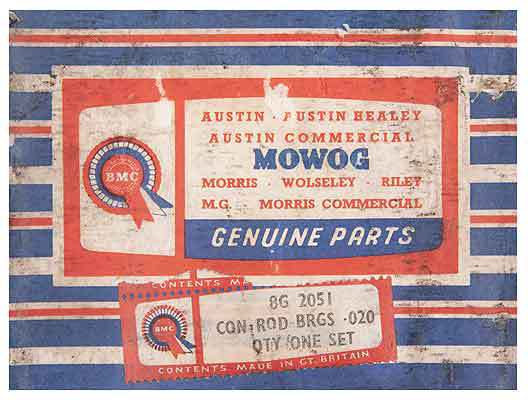 AUSTIN · AUSTIN HEALEY
AUSTIN COMMERCIAL
MOWOG
MORRIS · WOLSELEY · RILEY
M.G. MORRIS COMMERCIAL
BMC
GENUINE PARTS
CONTENTS M
8G 2051
CON; ROD BRGS ·020
QTY ONE SET
BMC
CONTENTS MADE IN GT. BRITAIN